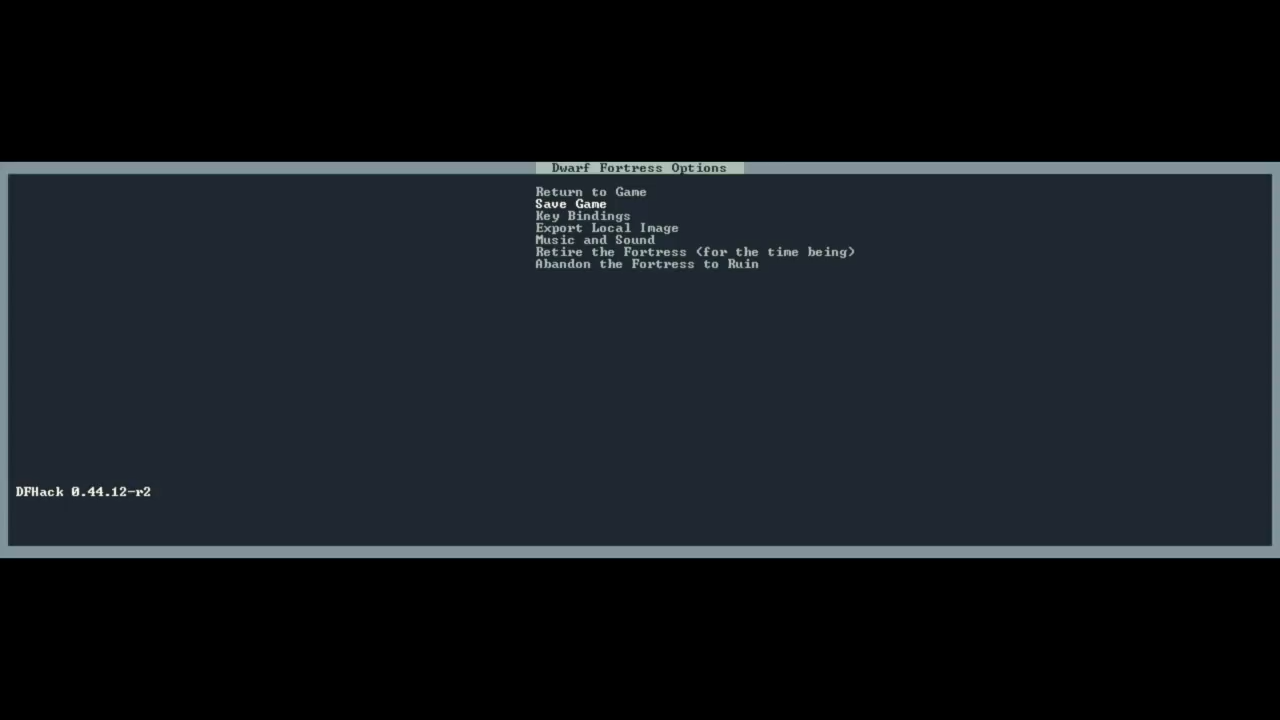 Dwarf Fortress Options
Return to Game
Save Game
Key Bindings
Export Local Image
Music and Sound
Retire the Fortress (for the time being)
Abandon the Fortress to Ruin
DFHack 0.44.12-r2